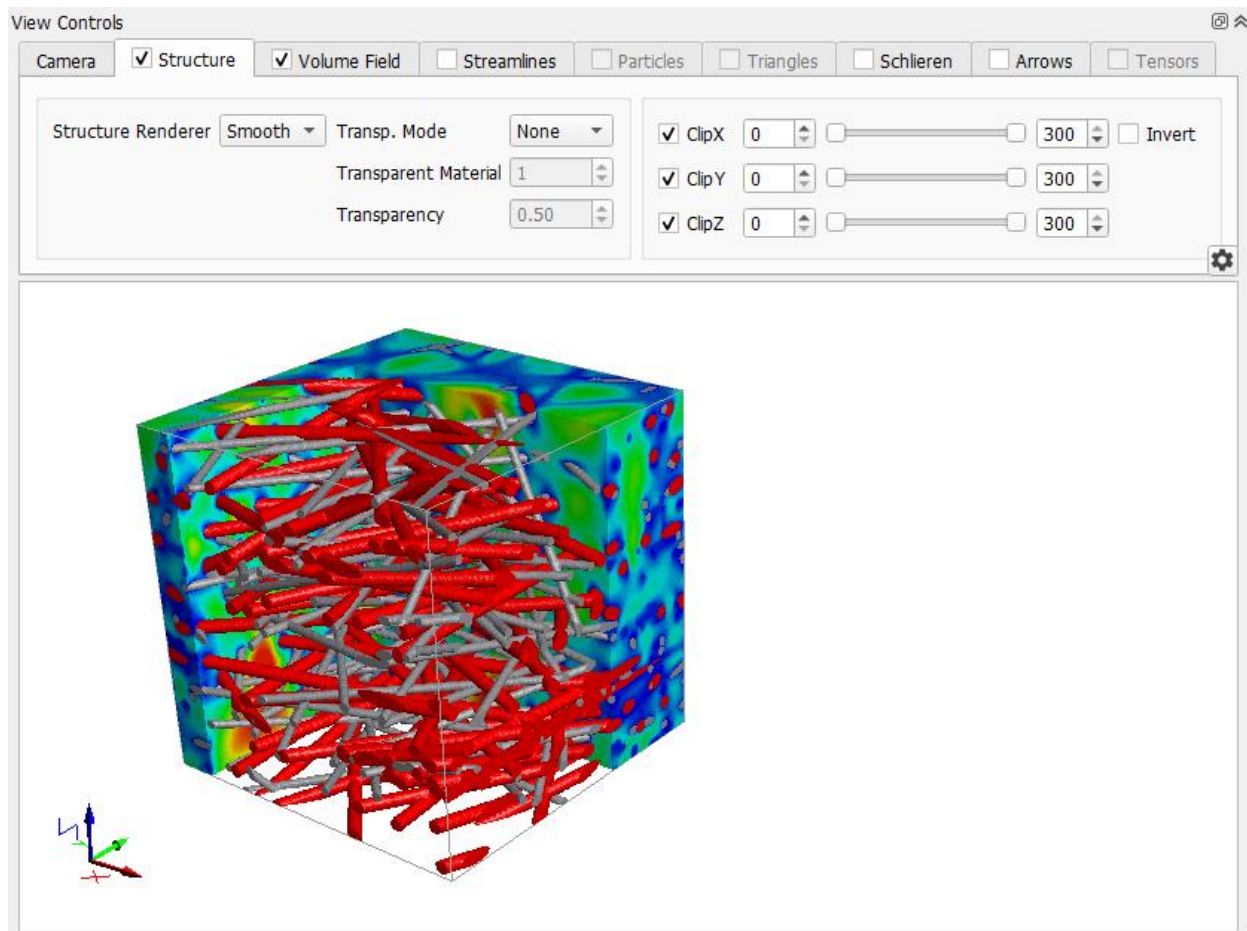 View Controls
Camera Structure Volume Field Streamlines Particles Triangles Schlieren Arrows Tensors
Structure Renderer Smooth Transp. Mode None ClipX 0 300 Invert
Transparent Material 1 ClipY 0 300
Transparency 0.50 ClipZ 0 300
Z
Y
X